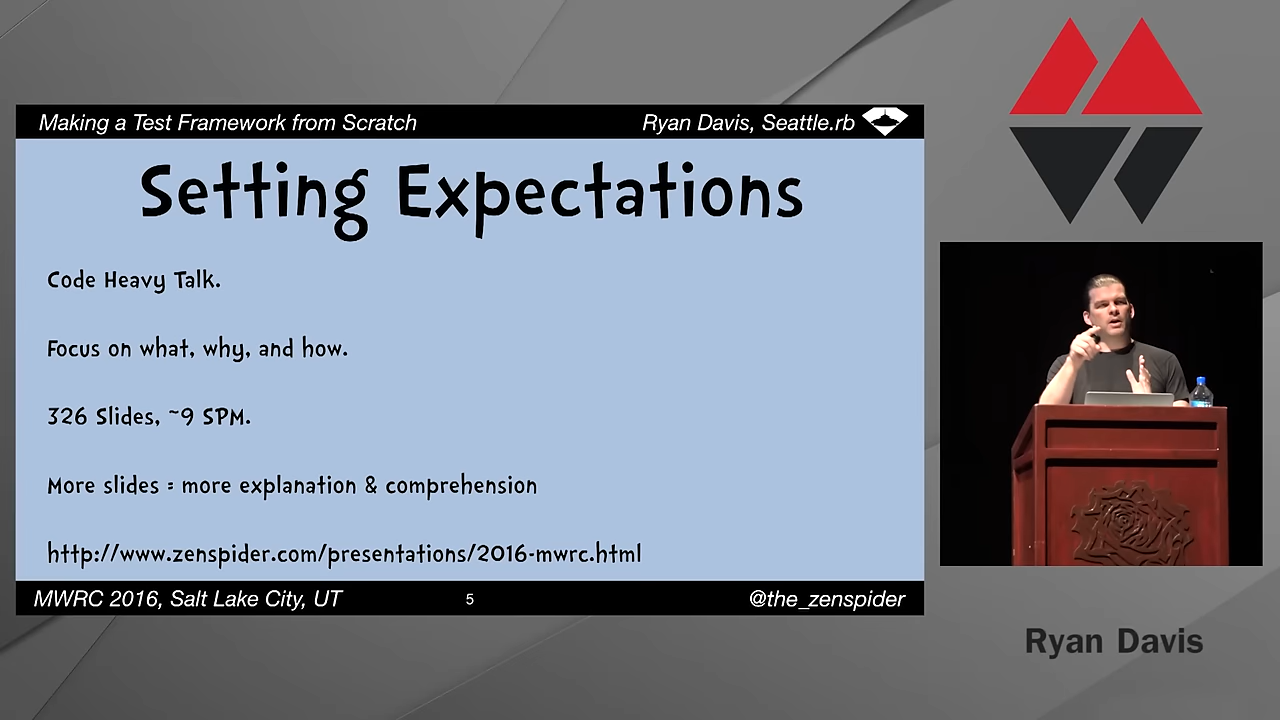 Making a Test Framework from Scratch
Ryan Davis, Seattle.rb
Setting Expectations
Code Heavy Talk.
Focus on what, why, and how.
326 Slides, ~9 SPM.
More slides = more explanation & comprehension
http://www.zenspider.com/presentations/2016-mwrc.html
MWRC 2016, Salt Lake City, UT
5
@the_zenspider
Ryan Davis